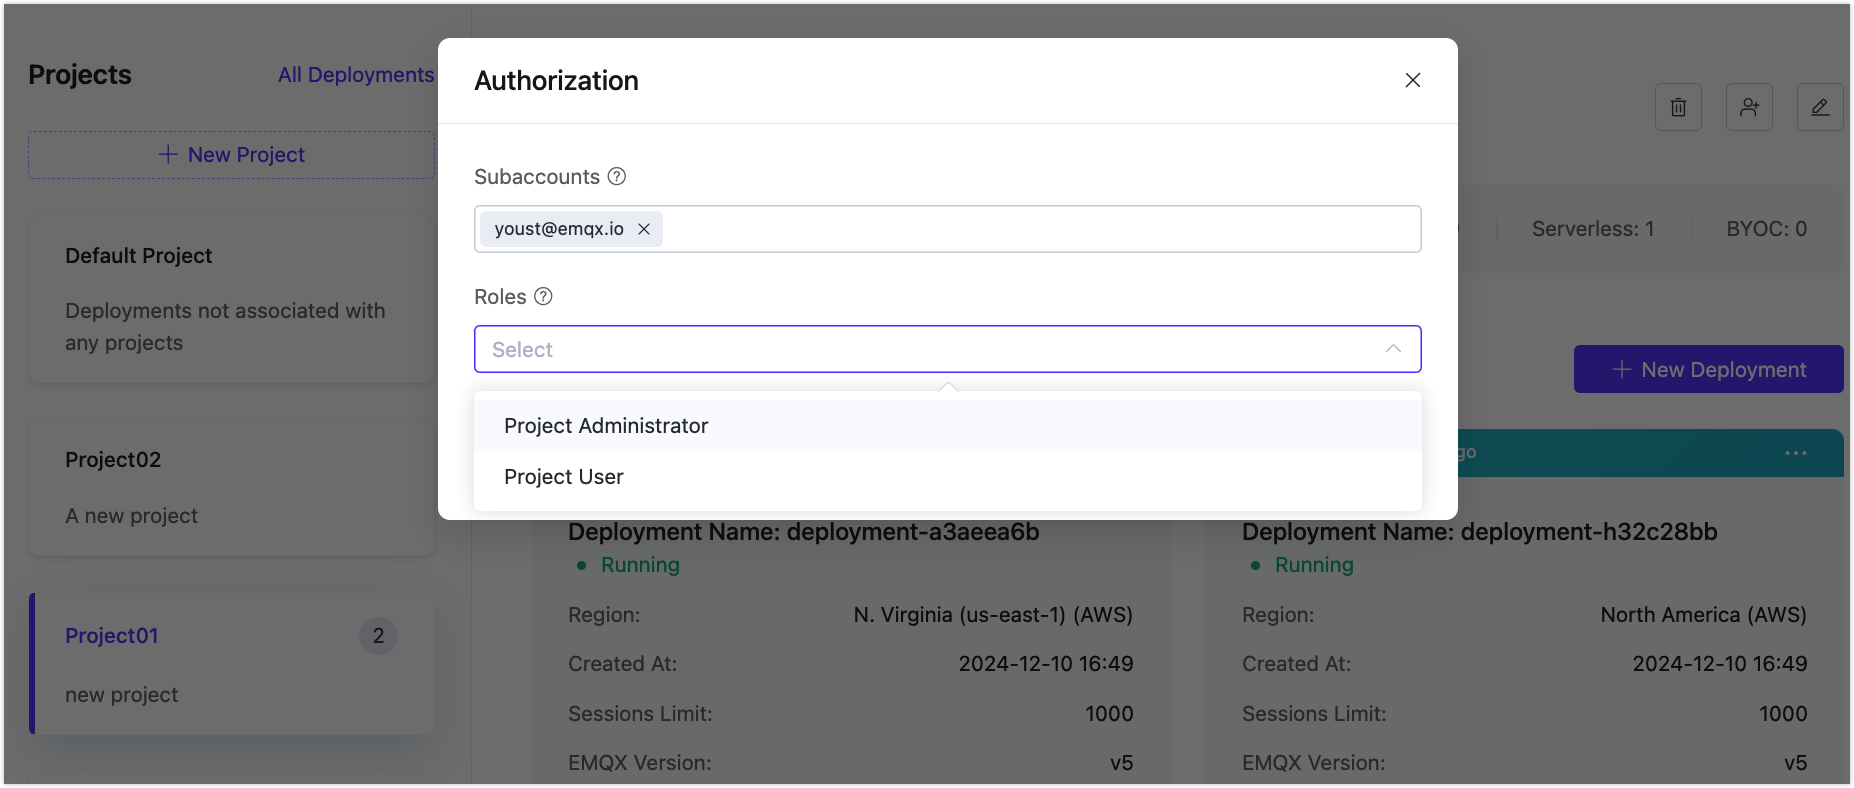 Projects
All Deployments
New Project
Default Project
Deployments not associated with
any projects
Project02
A new project
Project01
2
new project
Authorization
Subaccounts
youst@emqx.io
Roles
Select
Project Administrator
Project User
Serverless: 1
BYOC: 0
New Deployment
Deployment Name: deployment-a3aeea6b
Running
Region: N. Virginia (us-east-1) (AWS)
Created At: 2024-12-10 16:49
Sessions Limit: 1000
EMQX Version: v5
Deployment Name: deployment-h32c28bb
Running
Region: North America (AWS)
Created At: 2024-12-10 16:49
Sessions Limit: 1000
EMQX Version: v5